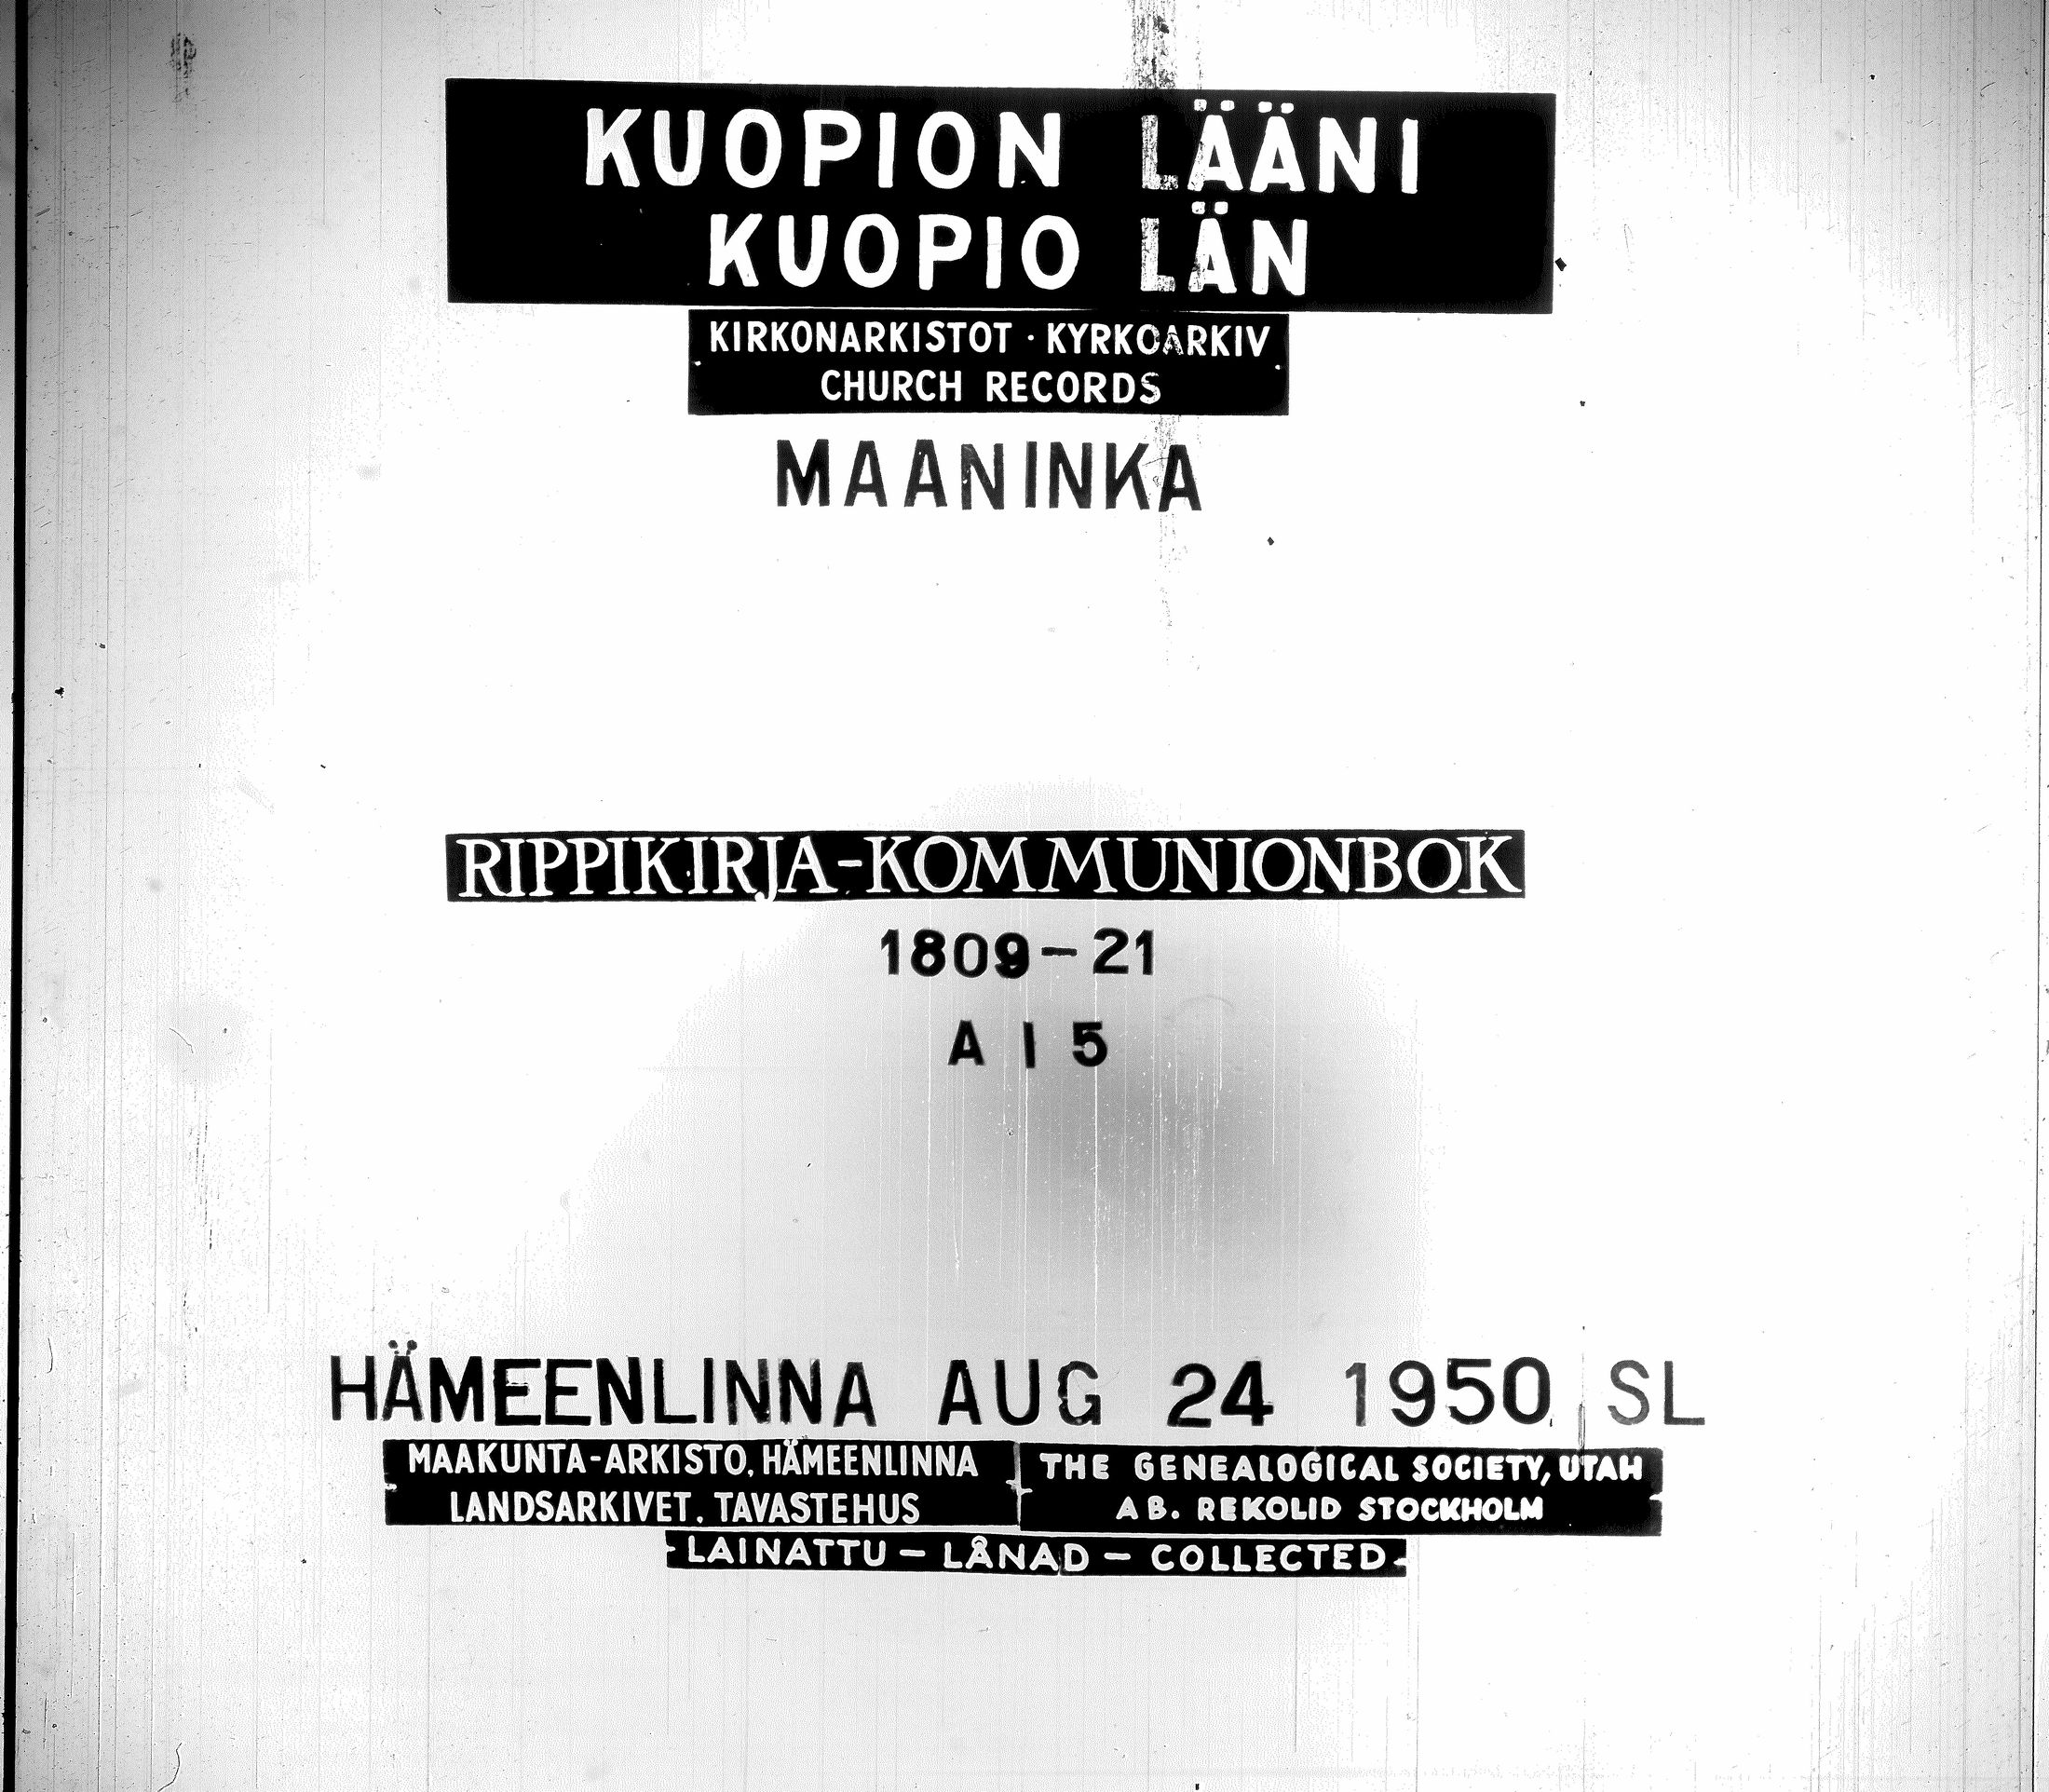 KUOPION LÄÄNI
KUOPIO LÄN
KIRKONARKISTOT · KYRKOARKIV
CHURCH RECORDS
MAANINKA
RIPPIKIRJA-KOMMUNIONBOK
1809-21
A I 5
HÄMEENLINNA AUG 24 1950 SL
MAAKUNTA-ARKISTO, HÄMEENLINNA
LANDSARKIVET, TAVASTEHUS
THE GENEALOGICAL SOCIETY, UTAH
AB. REKOLID STOCKHOLM
LAINATTU - LÅNAD - COLLECTED